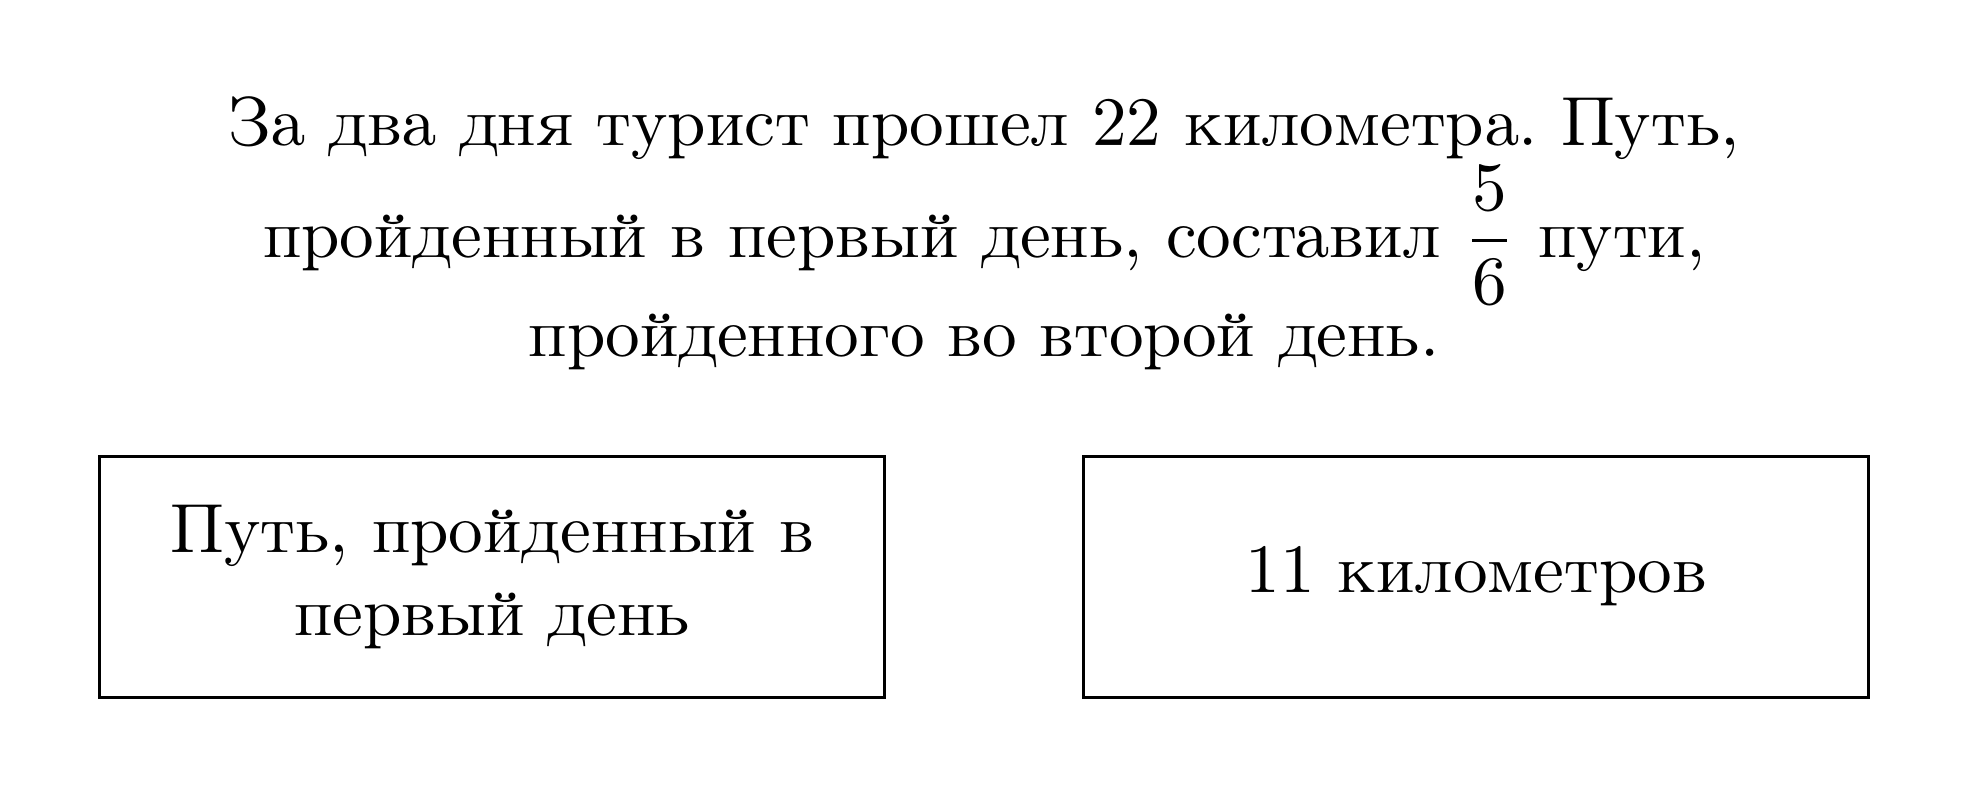 За два дня турист прошел 22 километра. Путь,
пройденный в первый день, составил 5/6 пути,
пройденного во второй день.
Путь, пройденный в
первый день
11 километров